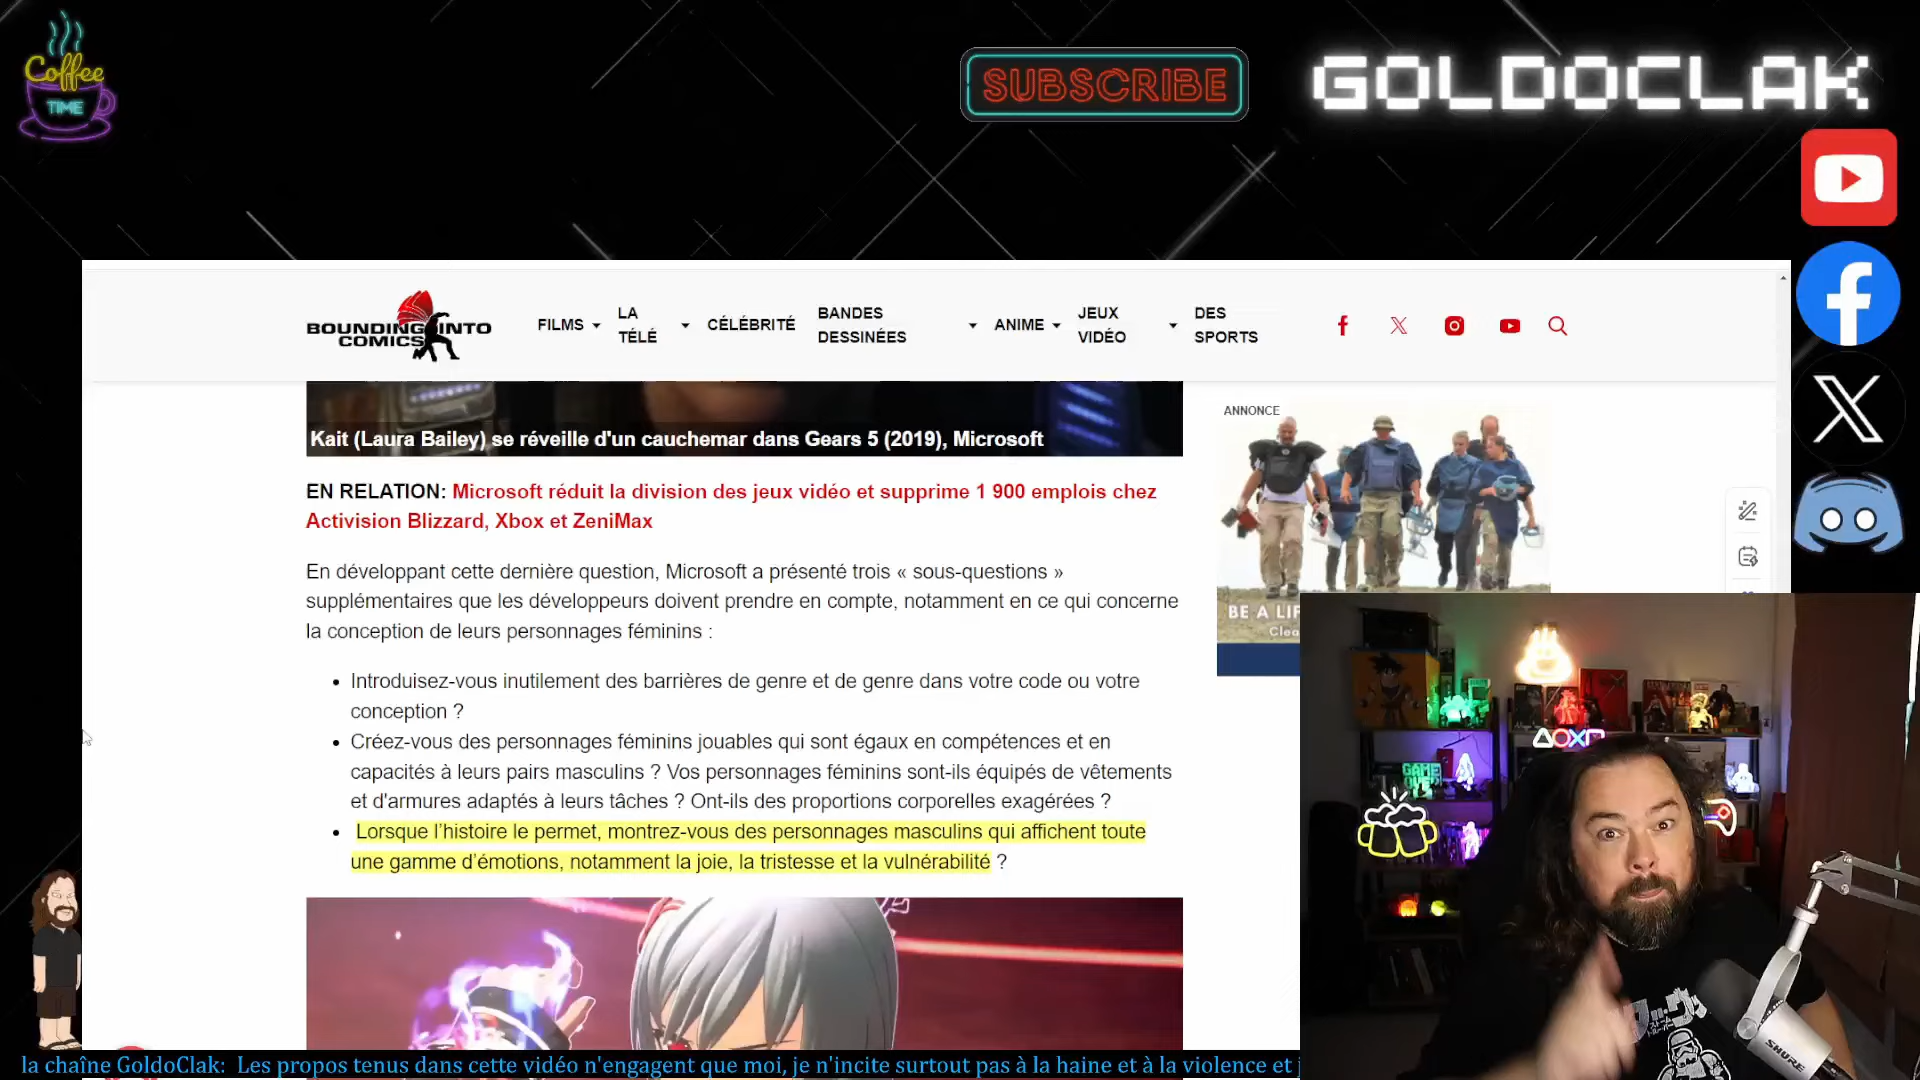 Coffee
TIME
SUBSCRIBE
GOLDOCLAK
BOUNDING INTO
COMICS
FILMS
LA
TÉLÉ
CÉLÉBRITÉ
BANDES
DESSINÉES
ANIME
JEUX
VIDÉO
DES
SPORTS
Kait (Laura Bailey) se réveille d'un cauchemar dans Gears 5 (2019), Microsoft
ANNONCE
EN RELATION: Microsoft réduit la division des jeux vidéo et supprime 1 900 emplois chez
Activision Blizzard, Xbox et ZeniMax
En développant cette dernière question, Microsoft a présenté trois « sous-questions »
supplémentaires que les développeurs doivent prendre en compte, notamment en ce qui concerne
la conception de leurs personnages féminins :
BE A LI
Clea
• Introduisez-vous inutilement des barrières de genre et de genre dans votre code ou votre
conception ?
• Créez-vous des personnages féminins jouables qui sont égaux en compétences et en
capacités à leurs pairs masculins ? Vos personnages féminins sont-ils équipés de vêtements
et d'armures adaptés à leurs tâches ? Ont-ils des proportions corporelles exagérées ?
• Lorsque l'histoire le permet, montrez-vous des personnages masculins qui affichent toute
une gamme d'émotions, notamment la joie, la tristesse et la vulnérabilité ?
GAME
OVER
SHURE
la chaîne GoldoClak: Les propos tenus dans cette vidéo n'engagent que moi, je n'incite surtout pas à la haine et à la violence et j